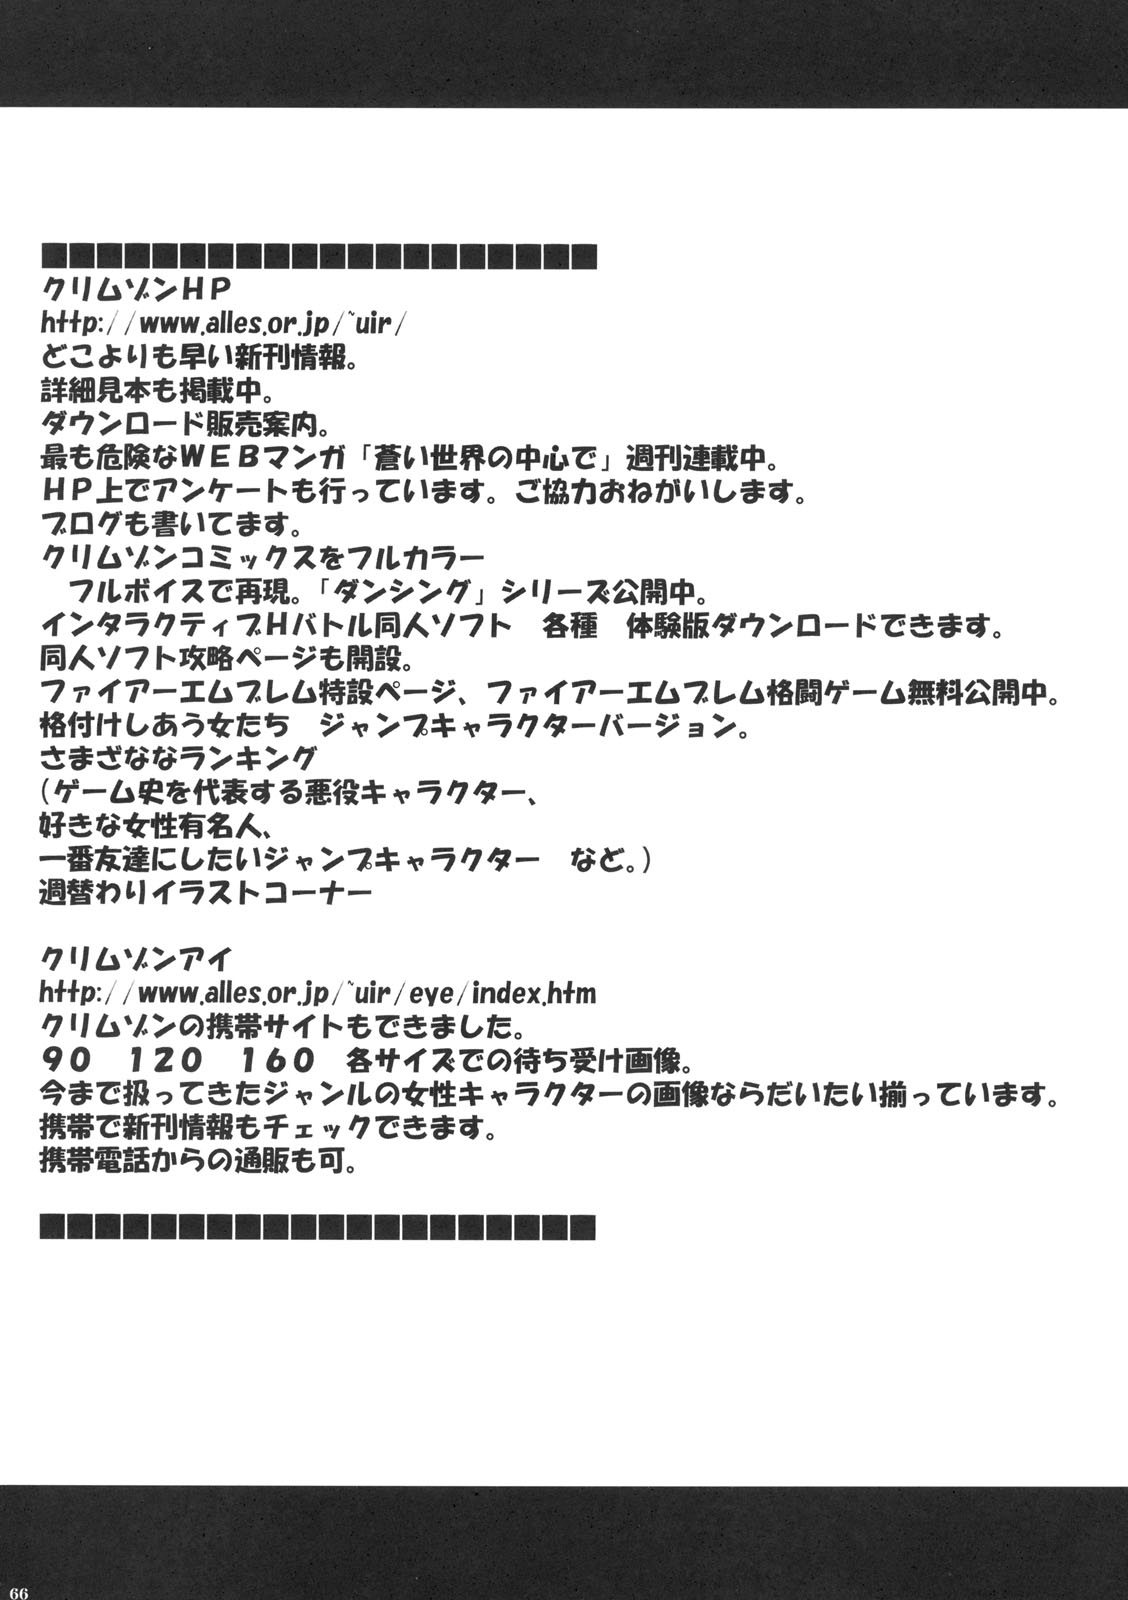 ■■■■■■■■■■■■■■■■■■■■
クリムゾンＨＰ
http://www.alles.or.jp/~uir/
どこよりも早い新刊情報。
詳細見本も掲載中。
ダウンロード販売案内。
最も危険なＷＥＢマンガ「蒼い世界の中心で」週刊連載中。
ＨＰ上でアンケートも行っています。ご協力おねがいします。
ブログも書いてます。
クリムゾンコミックスをフルカラー
　フルボイスで再現。「ダンシング」シリーズ公開中。
インタラクティブＨバトル同人ソフト　各種　体験版ダウンロードできます。
同人ソフト攻略ページも開設。
ファイアーエムブレム特設ページ、ファイアーエムブレム格闘ゲーム無料公開中。
格付けしあう女たち　ジャンプキャラクターバージョン。
さまざななランキング
（ゲーム史を代表する悪役キャラクター、
好きな女性有名人、
一番友達にしたいジャンプキャラクター　など。）
週替わりイラストコーナー

クリムゾンアイ
http://www.alles.or.jp/~uir/eye/index.htm
クリムゾンの携帯サイトもできました。
９０　１２０　１６０　各サイズでの待ち受け画像。
今まで扱ってきたジャンルの女性キャラクターの画像ならだいたい揃っています。
携帯で新刊情報もチェックできます。
携帯電話からの通販も可。

■■■■■■■■■■■■■■■■■■■■
66